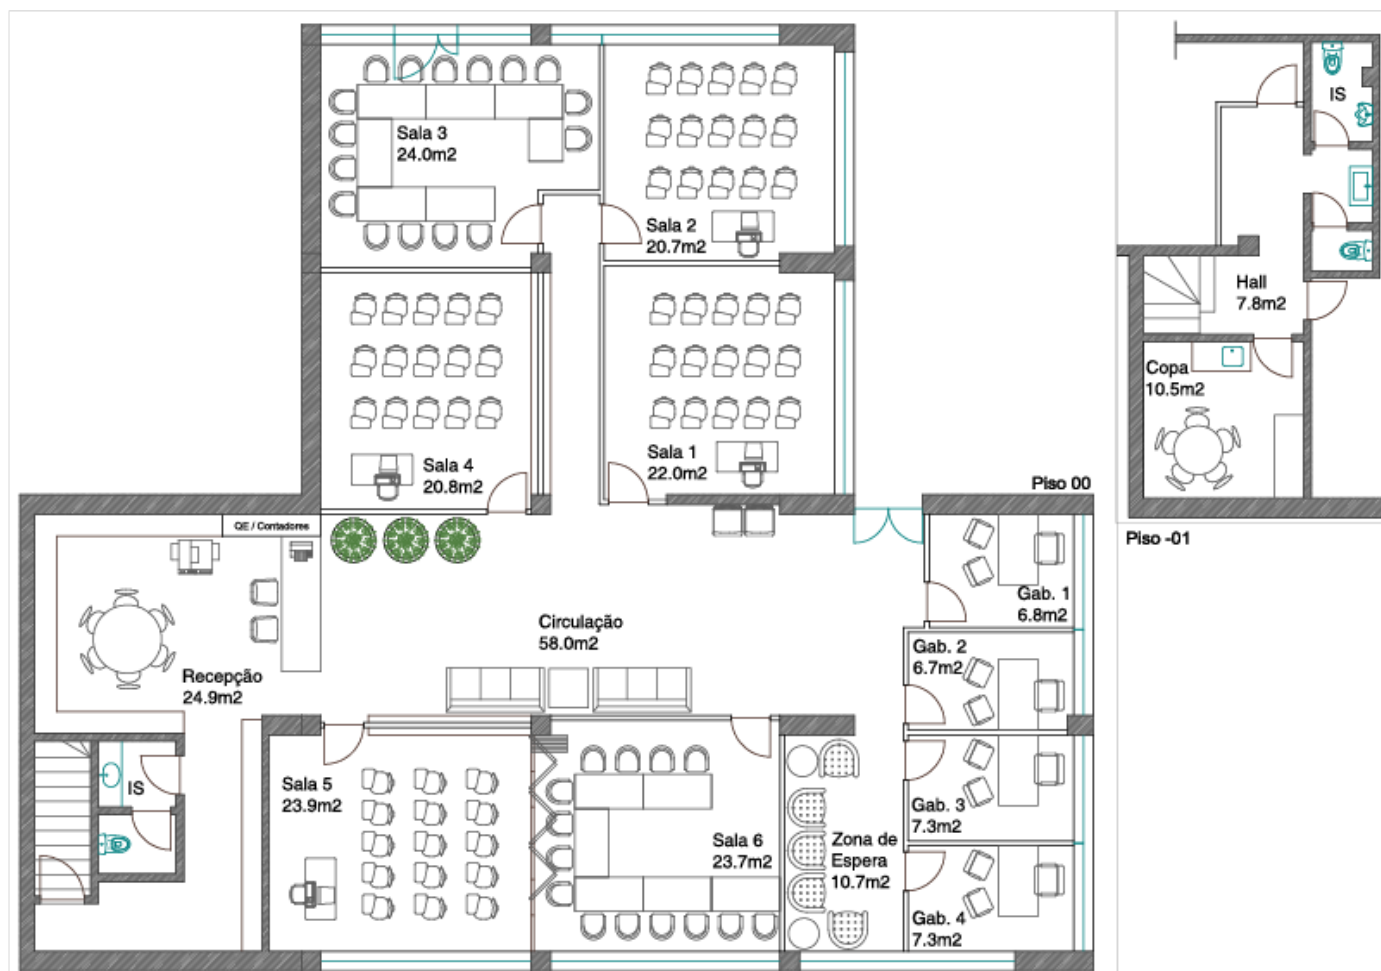 Sala 3
24.0m2
Sala 2
20.7m2
IS
Hall
7.8m2
Copa
10.5m2
Sala 4
20.8m2
Sala 1
22.0m2
Piso 00
Piso -01
QE / Contadores
Circulação
58.0m2
Recepção
24.9m2
Gab. 1
6.8m2
Gab. 2
6.7m2
IS
Sala 5
23.9m2
Sala 6
23.7m2
Zona de
Espera
10.7m2
Gab. 3
7.3m2
Gab. 4
7.3m2